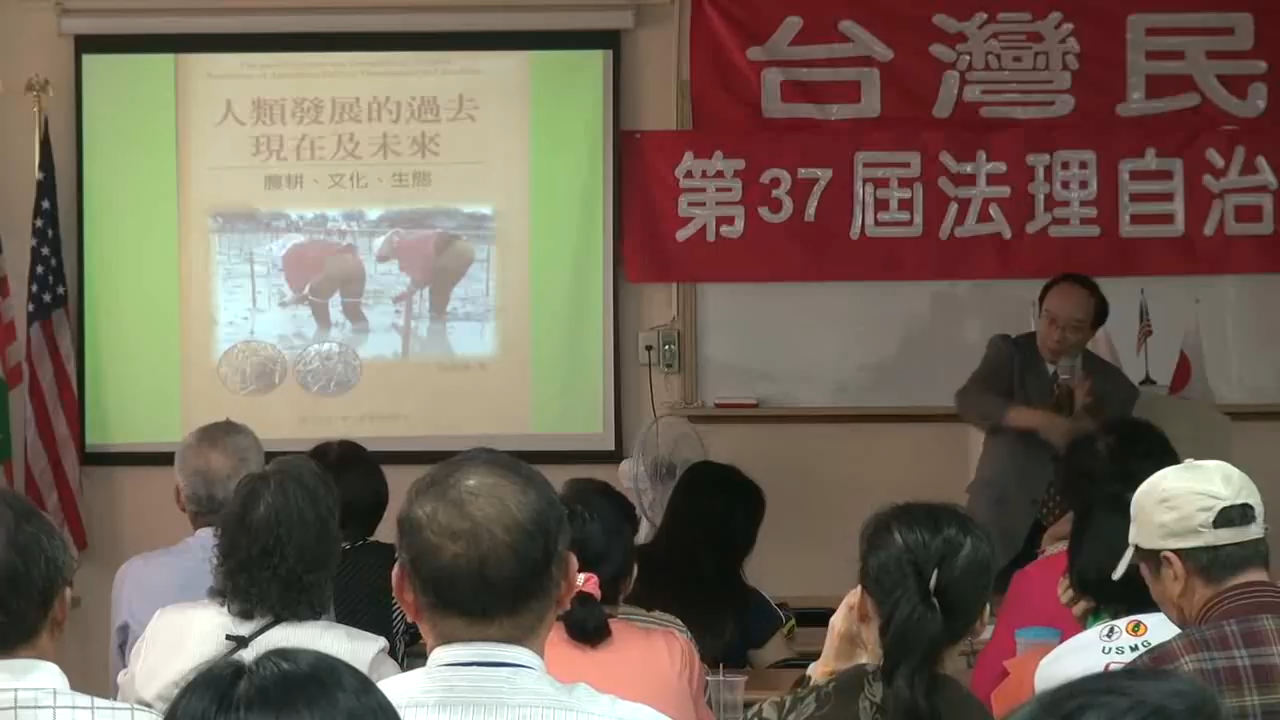 人類發展的過去
現在及未來
農耕、文化、生態
台灣民
第37屆法理自治
USMG